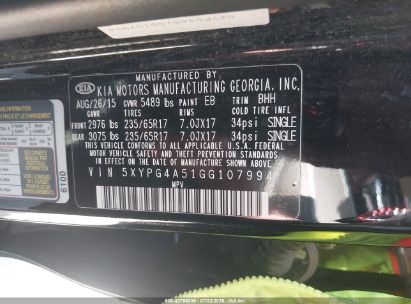 MANUFACTURED BY
KIA KIA MOTORS MANUFACTURING GEORGIA, INC.
AUG/26/15 GVWR 5489 lbs PAINT EB TRIM BHH
GAWR TIRES RIMS COLD TIRE INFL
FRONT 2976 lbs 235/65R17 7.0JX17 34psi SINGLE
REAR 3075 lbs 235/65R17 7.0JX17 34psi SINGLE
THIS VEHICLE CONFORMS TO ALL APPLICABLE U.S.A. FEDERAL
MOTOR VEHICLE SAFETY, BUMPER, AND THEFT PREVENTION
STANDARDS IN EFFECT ON THE DATE OF MANUFACTURE SHOWN ABOVE.
VIN 5XYPG4A51GG107994
MPV
6100